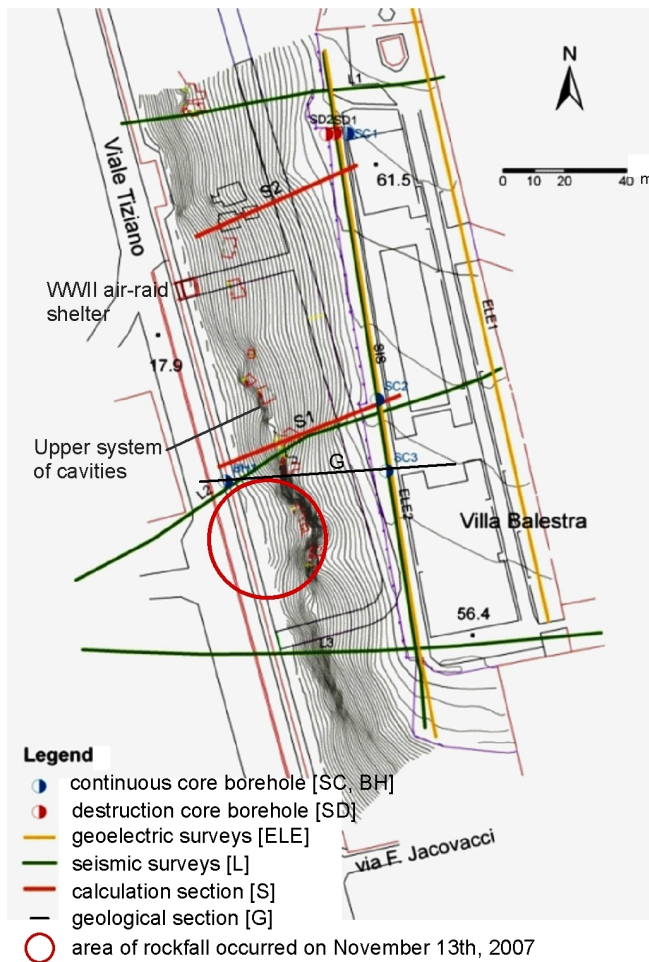 L1
N
SD2SD1
SC1
0 10 20 40 m
61.5
Viale Tiziano
S2
WWII air-raid
shelter
ELE1
17.9
SIS
SC2
S1
Upper system
of cavities
G
SC3
L2
ELE2
Villa Balestra
56.4
L3
Legend
continuous core borehole [SC, BH]
destruction core borehole [SD]
geoelectric surveys [ELE]
seismic surveys [L]
calculation section [S]
geological section [G]
area of rockfall occurred on November 13th, 2007
via F. Jacovacci